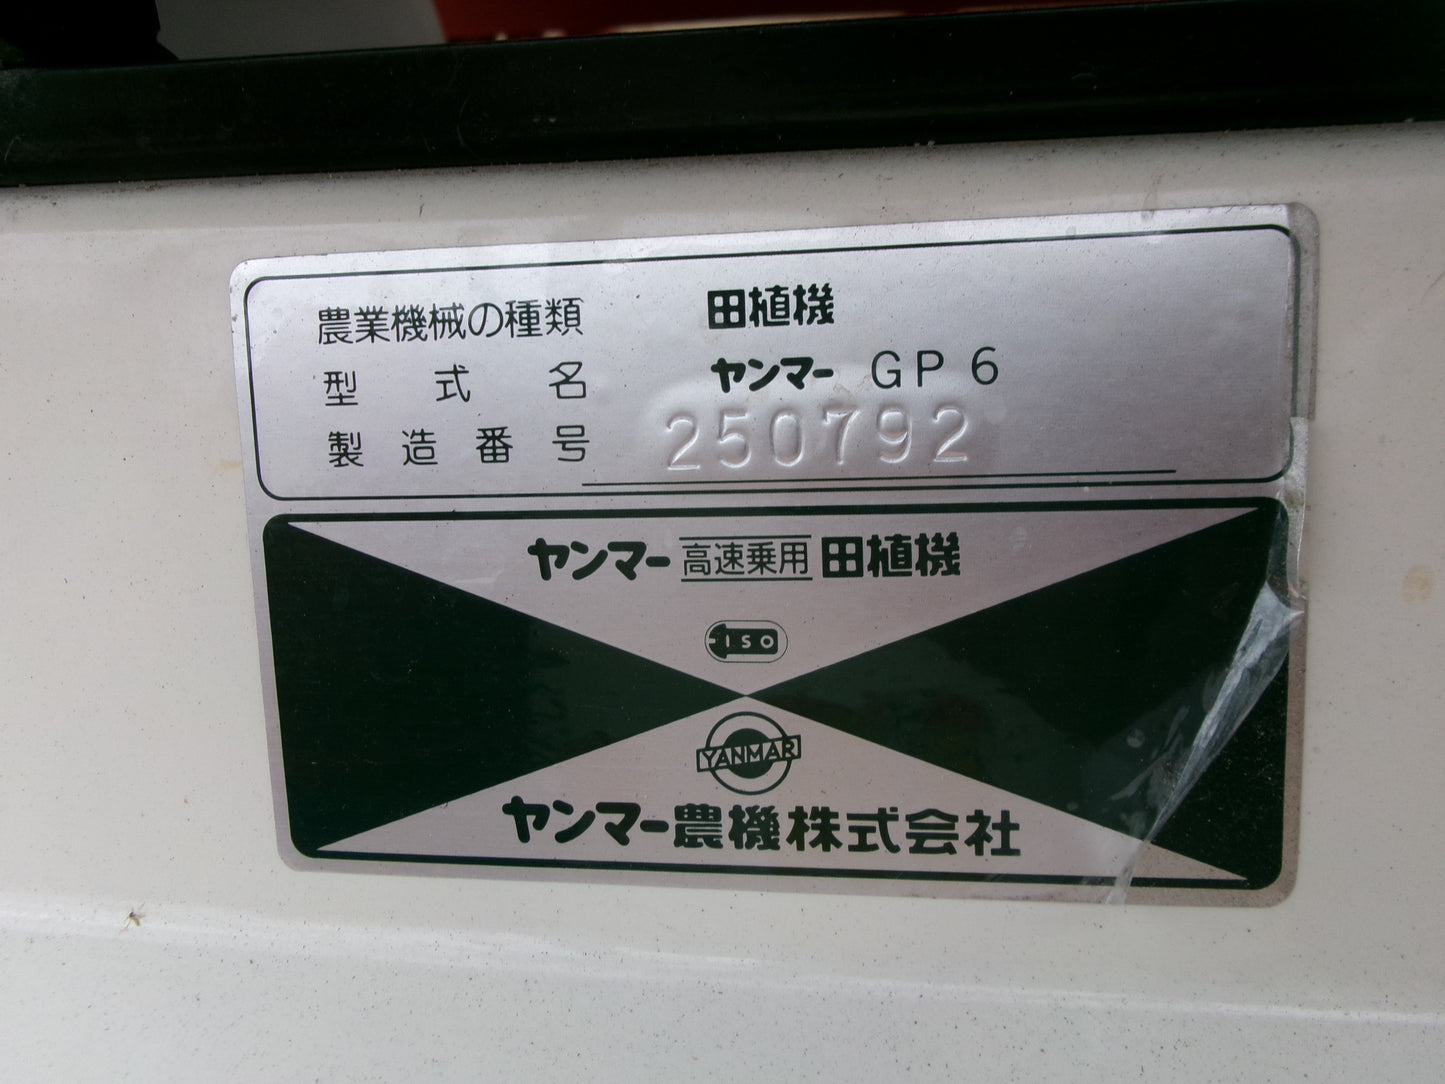 農業機械の種類 田植機
型式名 ヤンマー GP6
製造番号 250792
ヤンマー高速乗用田植機
ISO
YANMAR
ヤンマー農機株式会社